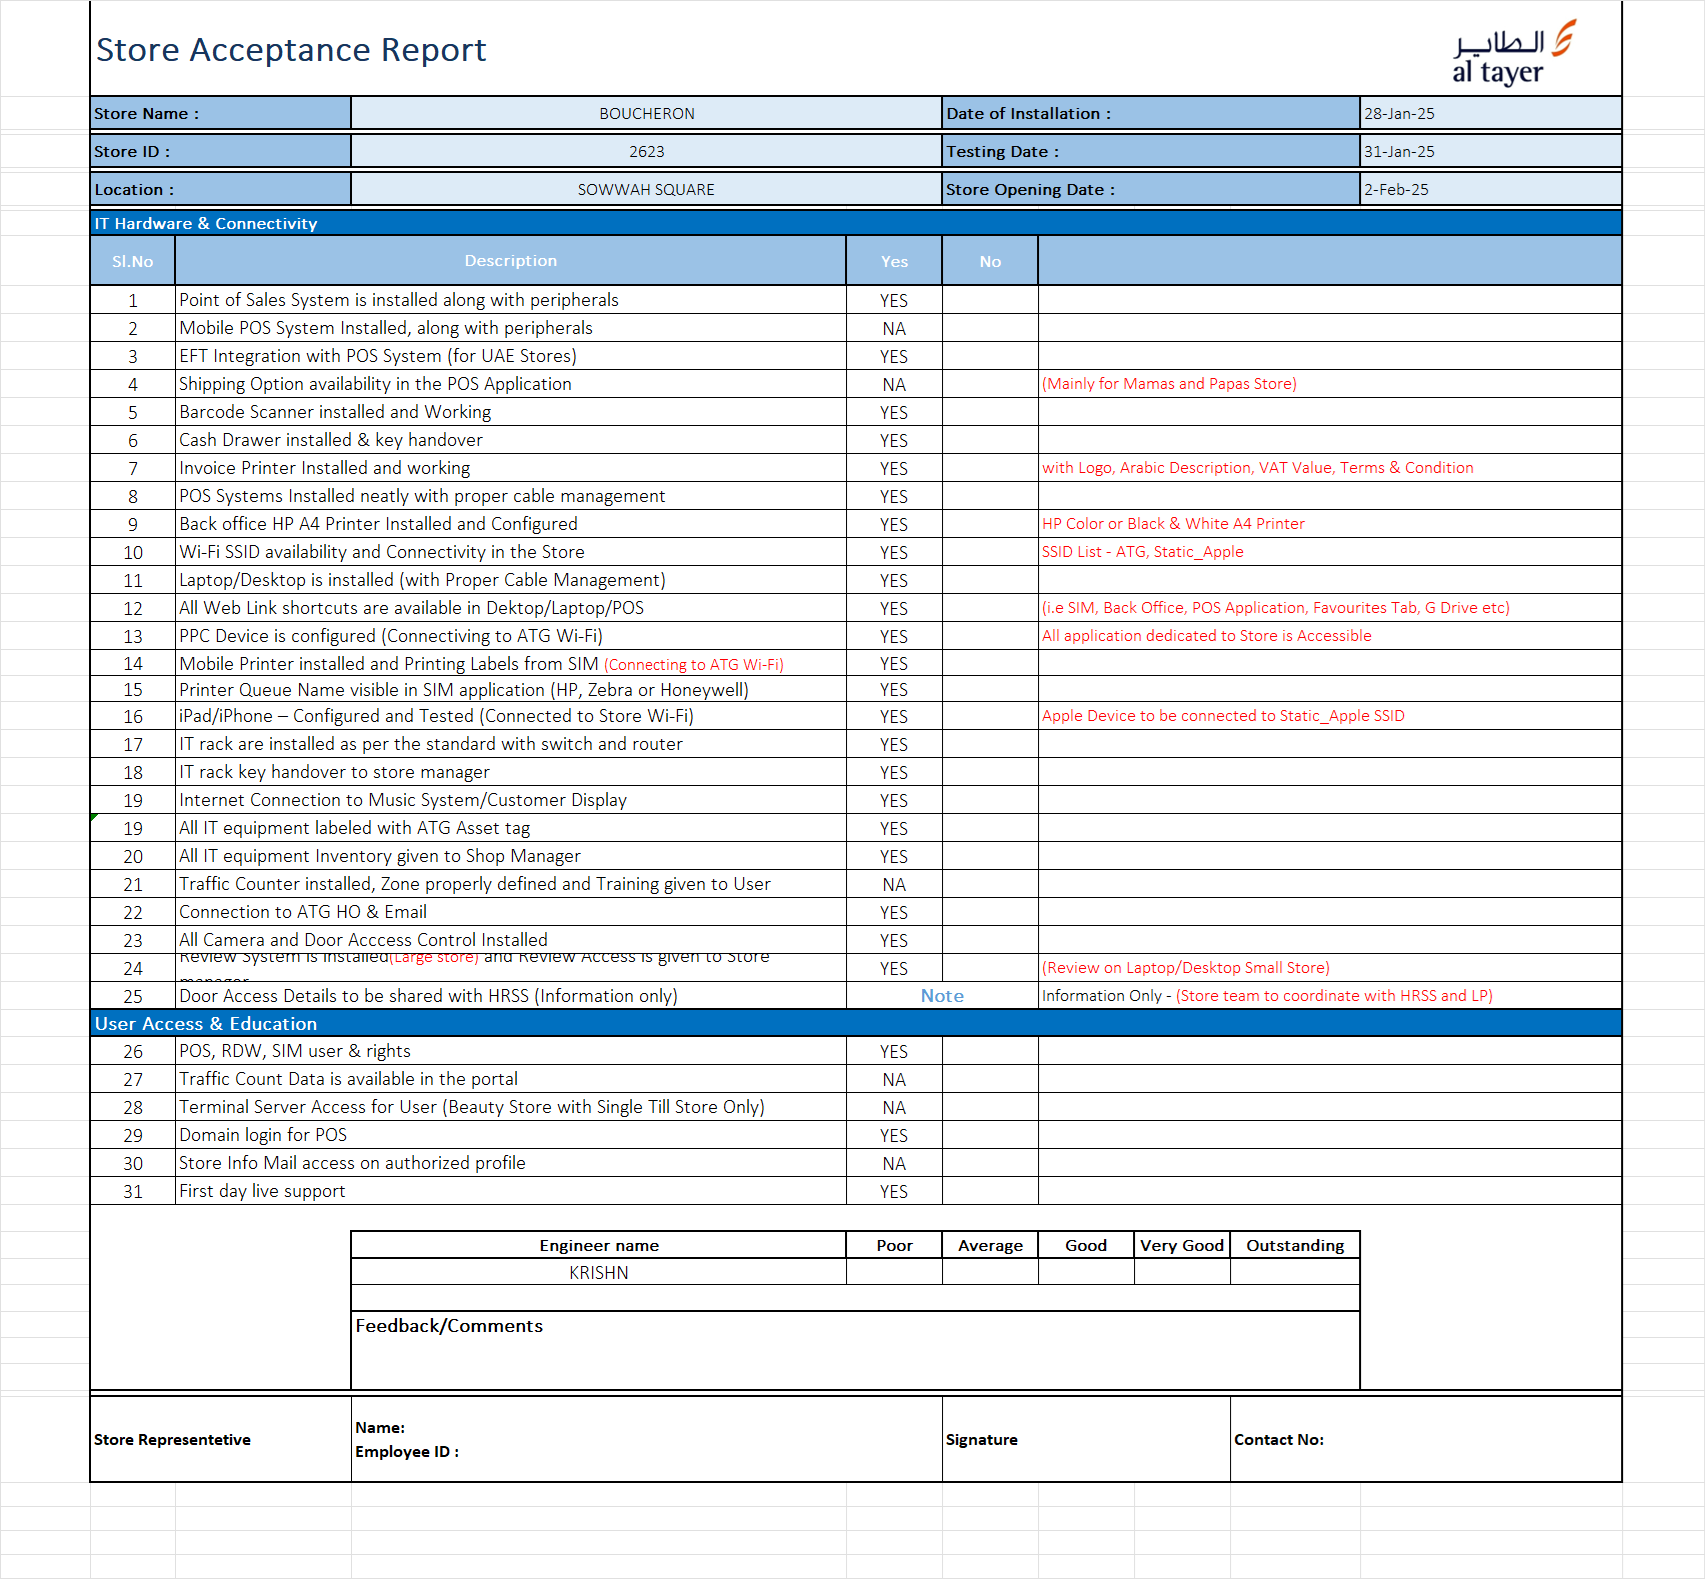 Store Acceptance Report
الطاير
al tayer
Store Name : BOUCHERON Date of Installation : 28-Jan-25
Store ID : 2623 Testing Date : 31-Jan-25
Location : SOWWAH SQUARE Store Opening Date : 2-Feb-25
IT Hardware & Connectivity
Sl.No Description Yes No
1 Point of Sales System is installed along with peripherals YES
2 Mobile POS System Installed, along with peripherals NA
3 EFT Integration with POS System (for UAE Stores) YES
4 Shipping Option availability in the POS Application NA (Mainly for Mamas and Papas Store)
5 Barcode Scanner installed and Working YES
6 Cash Drawer installed & key handover YES
7 Invoice Printer Installed and working YES with Logo, Arabic Description, VAT Value, Terms & Condition
8 POS Systems Installed neatly with proper cable management YES
9 Back office HP A4 Printer Installed and Configured YES HP Color or Black & White A4 Printer
10 Wi-Fi SSID availability and Connectivity in the Store YES SSID List - ATG, Static_Apple
11 Laptop/Desktop is installed (with Proper Cable Management) YES
12 All Web Link shortcuts are available in Dektop/Laptop/POS YES (i.e SIM, Back Office, POS Application, Favourites Tab, G Drive etc)
13 PPC Device is configured (Connectiving to ATG Wi-Fi) YES All application dedicated to Store is Accessible
14 Mobile Printer installed and Printing Labels from SIM (Connecting to ATG Wi-Fi) YES
15 Printer Queue Name visible in SIM application (HP, Zebra or Honeywell) YES
16 iPad/iPhone – Configured and Tested (Connected to Store Wi-Fi) YES Apple Device to be connected to Static_Apple SSID
17 IT rack are installed as per the standard with switch and router YES
18 IT rack key handover to store manager YES
19 Internet Connection to Music System/Customer Display YES
19 All IT equipment labeled with ATG Asset tag YES
20 All IT equipment Inventory given to Shop Manager YES
21 Traffic Counter installed, Zone properly defined and Training given to User NA
22 Connection to ATG HO & Email YES
23 All Camera and Door Acccess Control Installed YES
24 Review System is Installed(Large store) and Review Access is given to Store manager YES (Review on Laptop/Desktop Small Store)
25 Door Access Details to be shared with HRSS (Information only) Note Information Only - (Store team to coordinate with HRSS and LP)
User Access & Education
26 POS, RDW, SIM user & rights YES
27 Traffic Count Data is available in the portal NA
28 Terminal Server Access for User (Beauty Store with Single Till Store Only) NA
29 Domain login for POS YES
30 Store Info Mail access on authorized profile NA
31 First day live support YES
Engineer name Poor Average Good Very Good Outstanding
KRISHN
Feedback/Comments
Store Representetive
Name:
Employee ID :
Signature
Contact No: